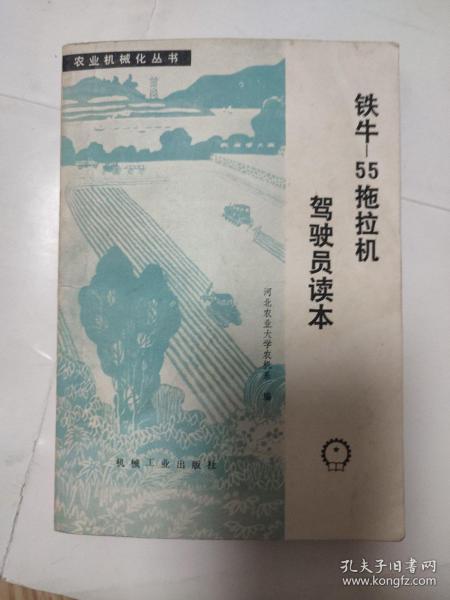 农业机械化丛书
铁牛—55拖拉机
驾驶员读本
河北农业大学农机系 编
机械工业出版社
孔夫子旧书网
www.kongfz.com